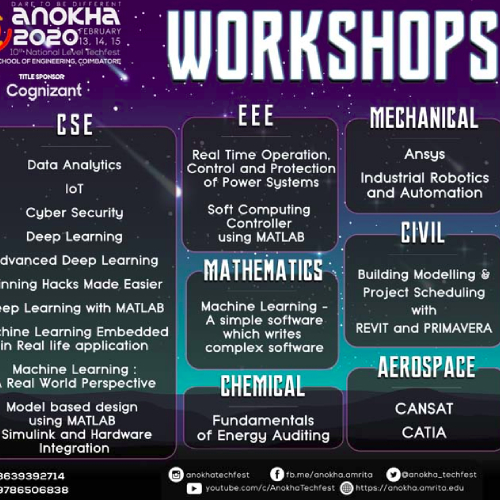 DARE TO BE DIFFERENT
ANOKHA
2020
FEBRUARY
13, 14, 15
10th National Level Techfest
SCHOOL OF ENGINEERING, COIMBATORE
TITLE SPONSOR
Cognizant
WORKSHOPS
CSE
Data Analytics
IoT
Cyber Security
Deep Learning
dvanced Deep Learning
inning Hacks Made Easier
eep Learning with MATLAB
chine Learning Embedded
in Real life application
Machine Learning :
A Real World Perspective
Model based design
using MATLAB
Simulink and Hardware
Integration
EEE
Real Time Operation,
Control and Protection
of Power Systems
Soft Computing
Controller
using MATLAB
MATHEMATICS
Machine Learning -
A simple software
which writes
complex software
CHEMICAL
Fundamentals
of Energy Auditing
MECHANICAL
Ansys
Industrial Robotics
and Automation
CIVIL
Building Modelling &
Project Scheduling
with
REVIT and PRIMAVERA
AEROSPACE
CANSAT
CATIA
8639392714
9786506838
anokhatechfest
fb.me/anokha.amrita
@anokha_techfest
youtube.com/c/AnokhaTechfest
https://anokha.amrita.edu